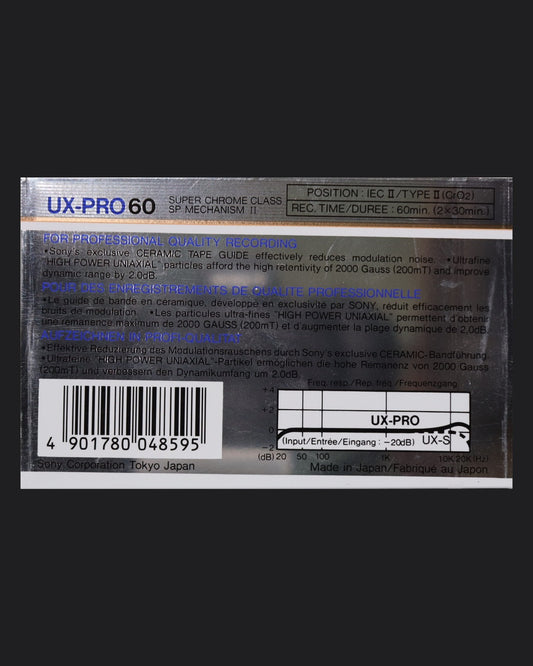 UX-PRO 60
SUPER CHROME CLASS
SP MECHANISM II
POSITION : IEC II/TYPE II (CrO2)
REC. TIME/DUREE : 60min. (2×30min.)
FOR PROFESSIONAL QUALITY RECORDING
•Sony's exclusive CERAMIC TAPE GUIDE effectively reduces modulation noise. •Ultrafine
"HIGH POWER UNIAXIAL" particles afford the high retentivity of 2000 Gauss (200mT) and improve
dynamic range by 2.0dB.
POUR DES ENREGISTREMENTS DE QUALITE PROFESSIONNELLE
•Le guide de bande en céramique, développé en exclusivité par SONY, réduit efficacement les
bruits de modulation. •Les particules ultra-fines "HIGH POWER UNIAXIAL" permettent d'obtenir
une rémanence maximum de 2000 GAUSS (200mT) et d'augmenter la plage dynamique de 2,0dB.
AUFZEICHNEN IN PROFI-QUALITÄT
•Effektive Reduzierung des Modulationsrauschens durch Sony's exclusive CERAMIC-Bandführung.
•Ultrafeine "HIGH POWER UNIAXIAL"-Partikel ermöglichen die hohe Remanenz von 2000 Gauss
(200mT) und verbessern den Dynamikumfang um 2.0dB.
Freq. resp./Rép. fréq./Frequenzgang
+4
+2
0
-2
(dB) 20 50 100 1K 10K 20K (Hz)
UX-PRO
(Input/Entrée/Eingang : -20dB) UX-S
4 901780 048595
Sony Corporation Tokyo Japan
Made in Japan/Fabriqué au Japon